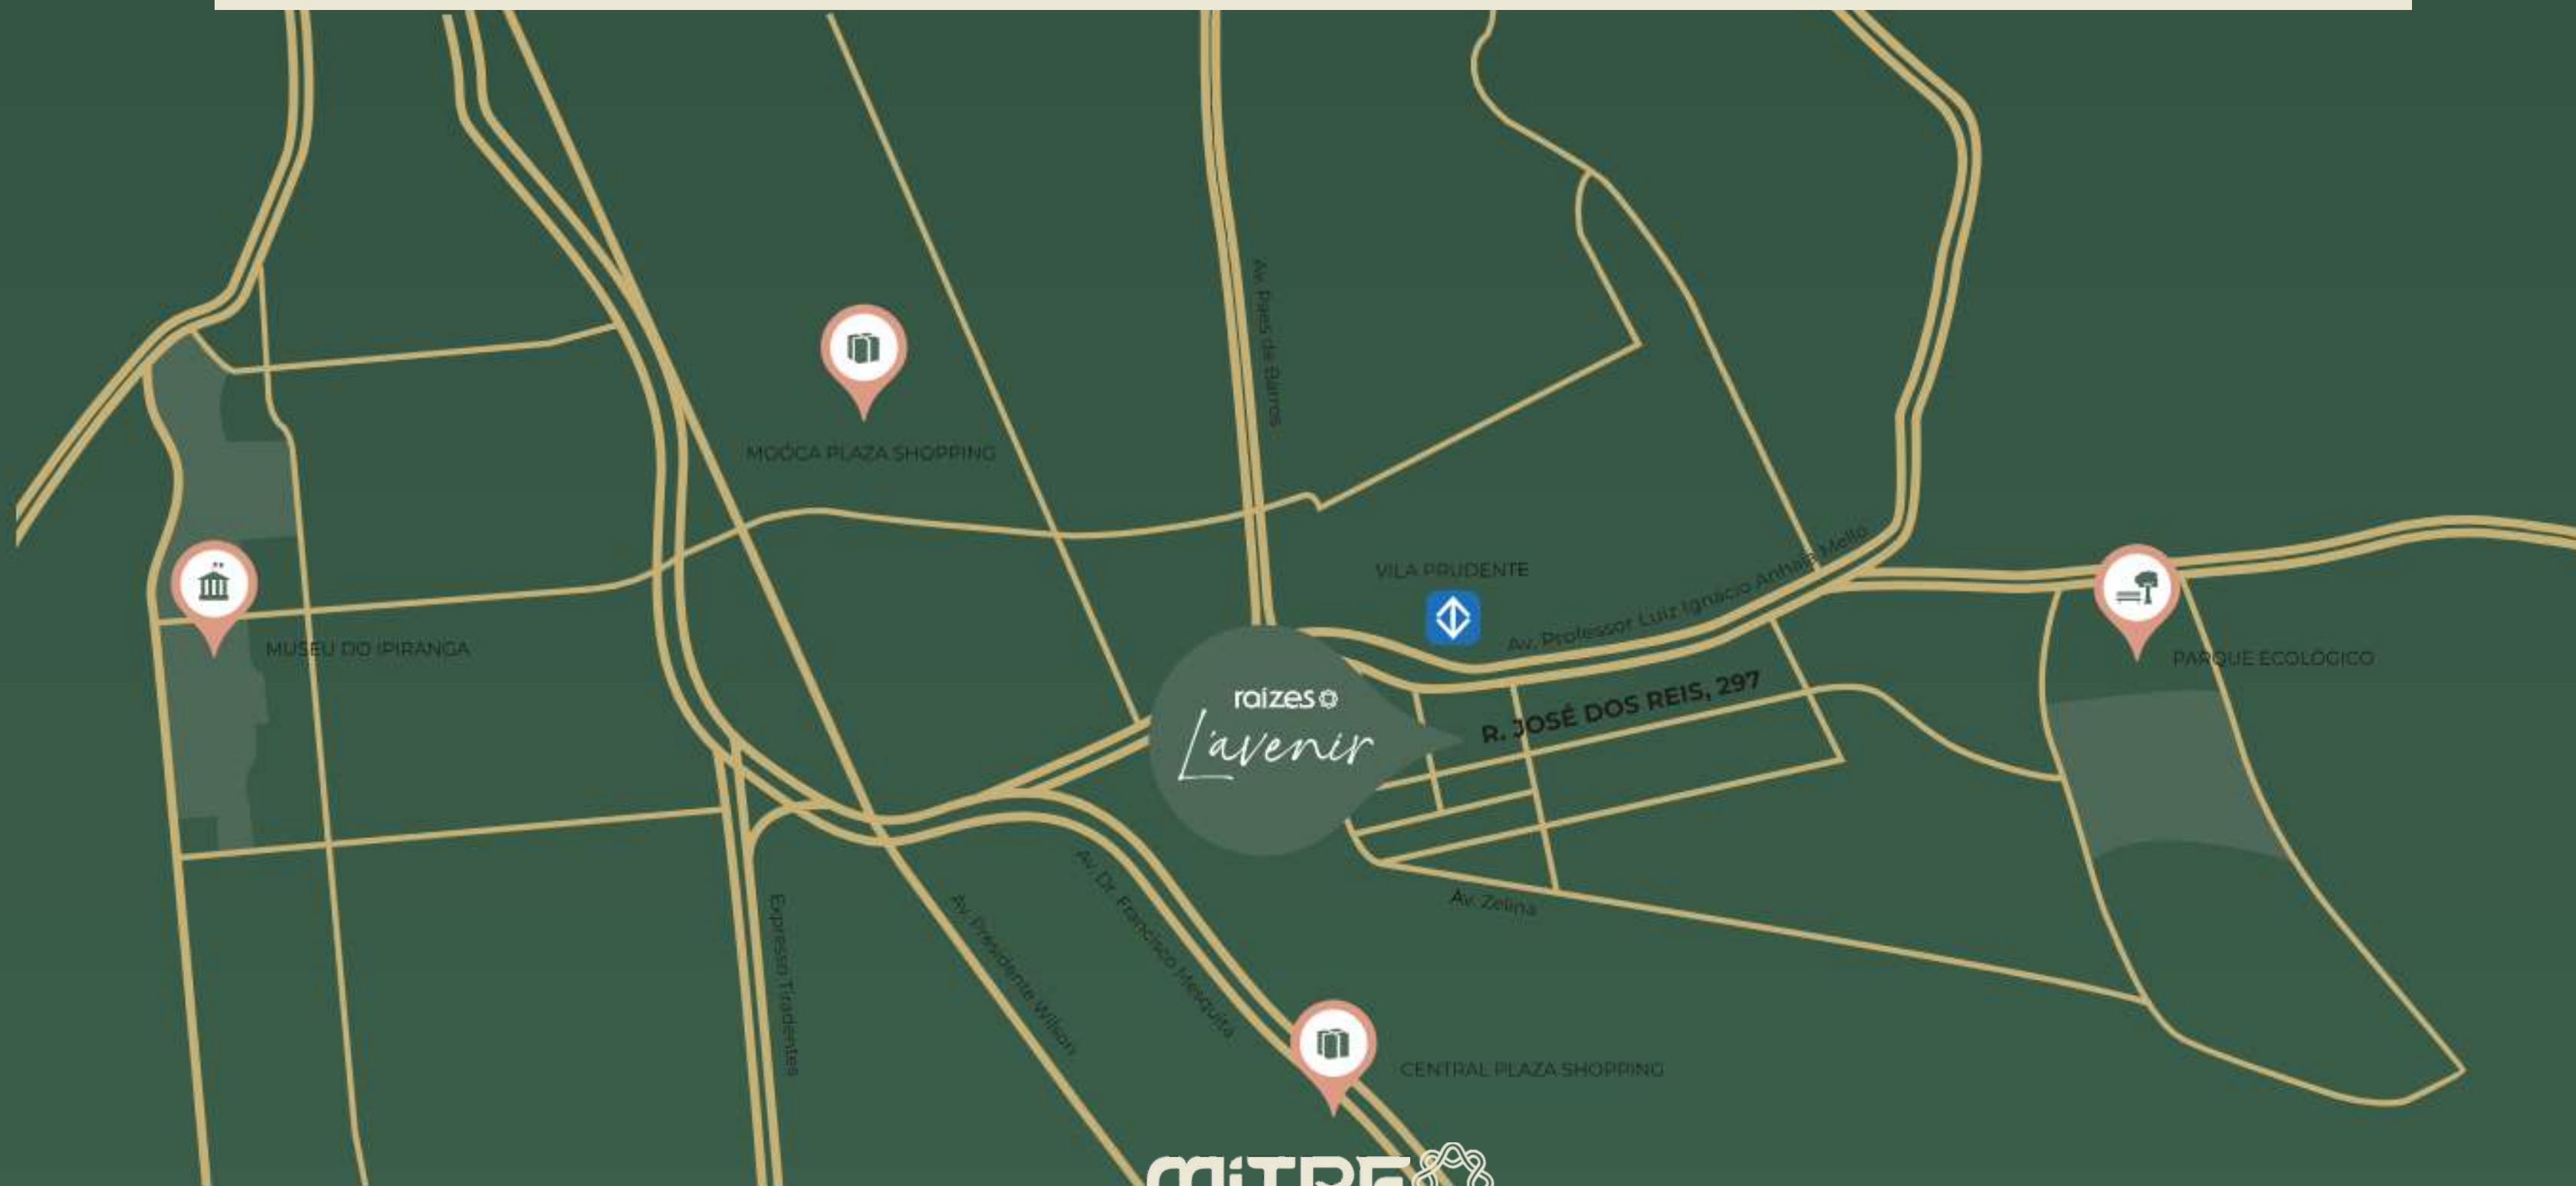 Av. Paes de Barros
MOÓCA PLAZA SHOPPING
VILA PRUDENTE
Av. Professor Luiz Ignácio Anhaia Mello
MUSEU DO IPIRANGA
PARQUE ECOLÓGICO
raízes
L'avenir
R. JOSÉ DOS REIS, 297
Av. Zelina
Expresso Tiradentes
Av. Presidente Wilson
Av. Dr. Francisco Mesquita
CENTRAL PLAZA SHOPPING
MITRE